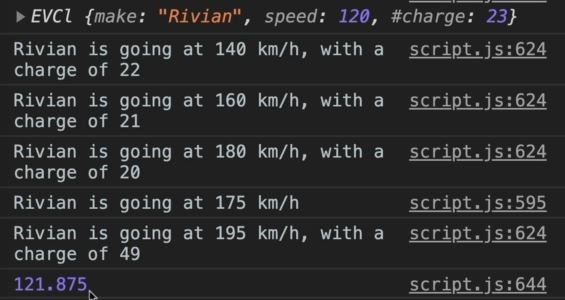 ▶ EVCl {make: "Rivian", speed: 120, #charge: 23}
Rivian is going at 140 km/h, with a script.js:624
charge of 22
Rivian is going at 160 km/h, with a script.js:624
charge of 21
Rivian is going at 180 km/h, with a script.js:624
charge of 20
Rivian is going at 175 km/h script.js:595
Rivian is going at 195 km/h, with a script.js:624
charge of 49
121.875 script.js:644